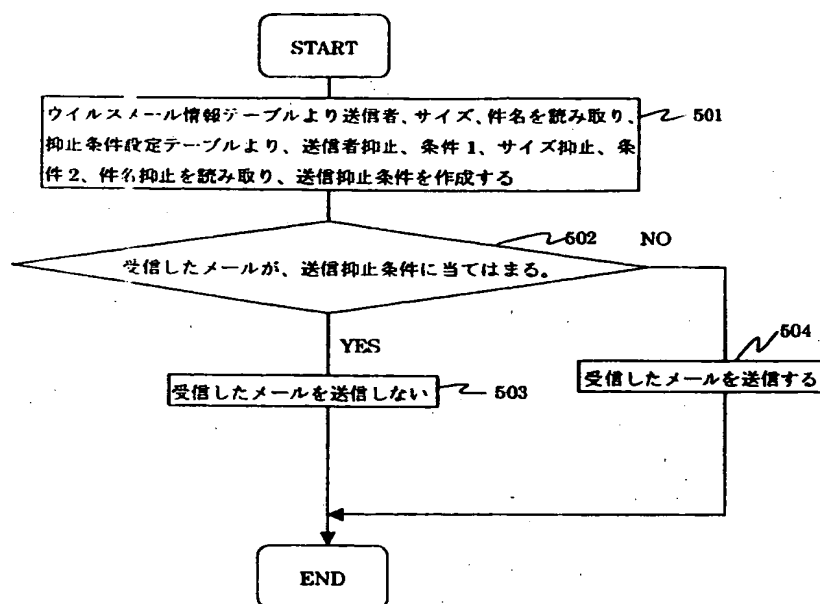 START
ウイルスメール情報テーブルより送信者、サイズ、件名を読み取り、
抑止条件設定テーブルより、送信者抑止、条件1、サイズ抑止、条
件2、件名抑止を読み取り、送信抑止条件を作成する
501
502
NO
受信したメールが、送信抑止条件に当てはまる。
YES
504
受信したメールを送信しない
503
受信したメールを送信する
END